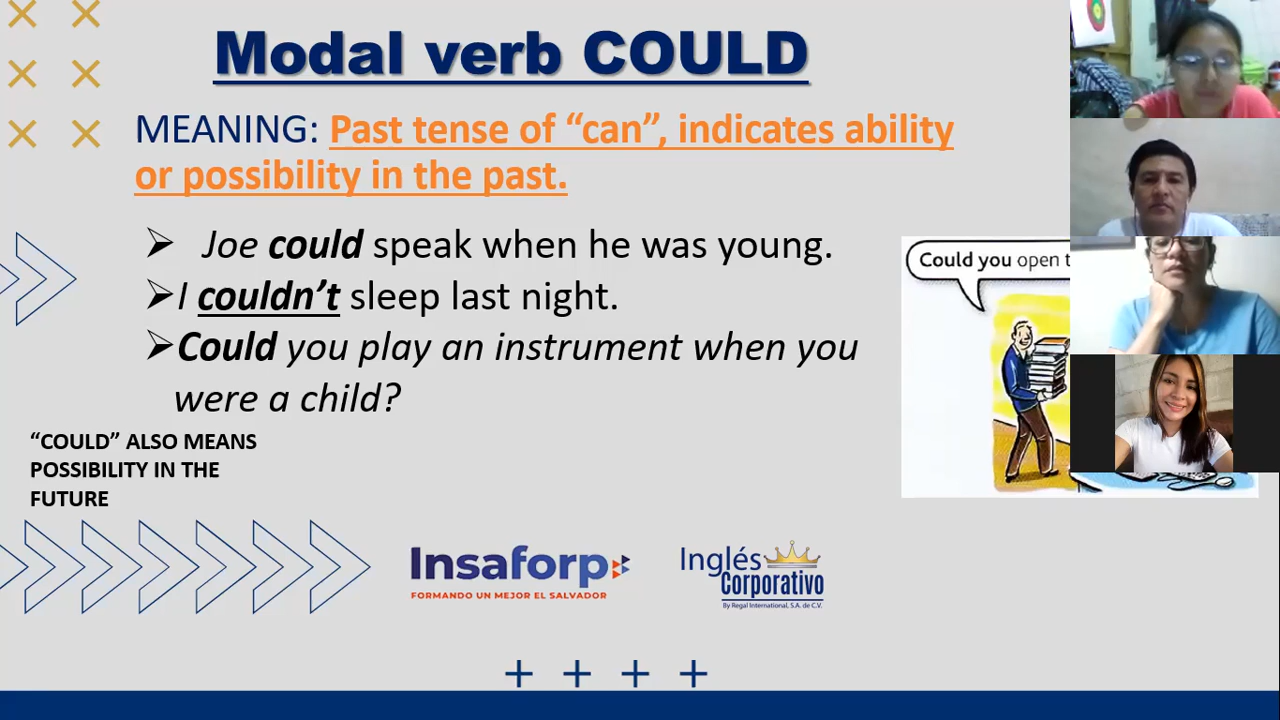 Modal verb COULD
MEANING: Past tense of “can”, indicates ability
or possibility in the past.
Joe could speak when he was young.
I couldn’t sleep last night.
Could you play an instrument when you
were a child?
Could you open
“COULD” ALSO MEANS
POSSIBILITY IN THE
FUTURE
Insaforp
FORMANDO UN MEJOR EL SALVADOR
Inglés
Corporativo
By Regal International, S.A. de C.V.